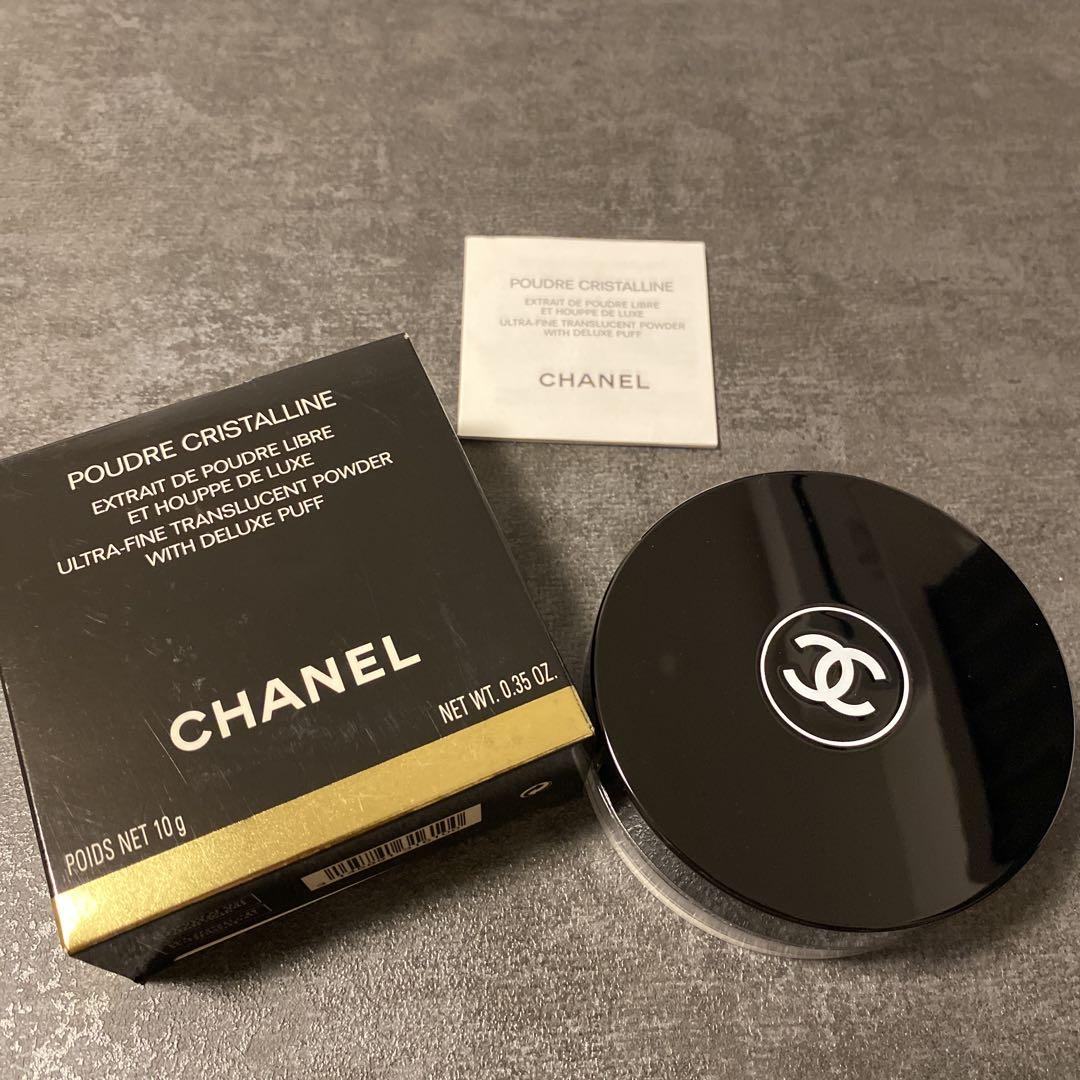 POUDRE CRISTALLINE
EXTRAIT DE POUDRE LIBRE
ET HOUPPE DE LUXE
ULTRA-FINE TRANSLUCENT POWDER
WITH DELUXE PUFF
CHANEL
POUDRE CRISTALLINE
EXTRAIT DE POUDRE LIBRE
ET HOUPPE DE LUXE
ULTRA-FINE TRANSLUCENT POWDER
WITH DELUXE PUFF
CHANEL
NET WT. 0.35 OZ.
POIDS NET 10 g